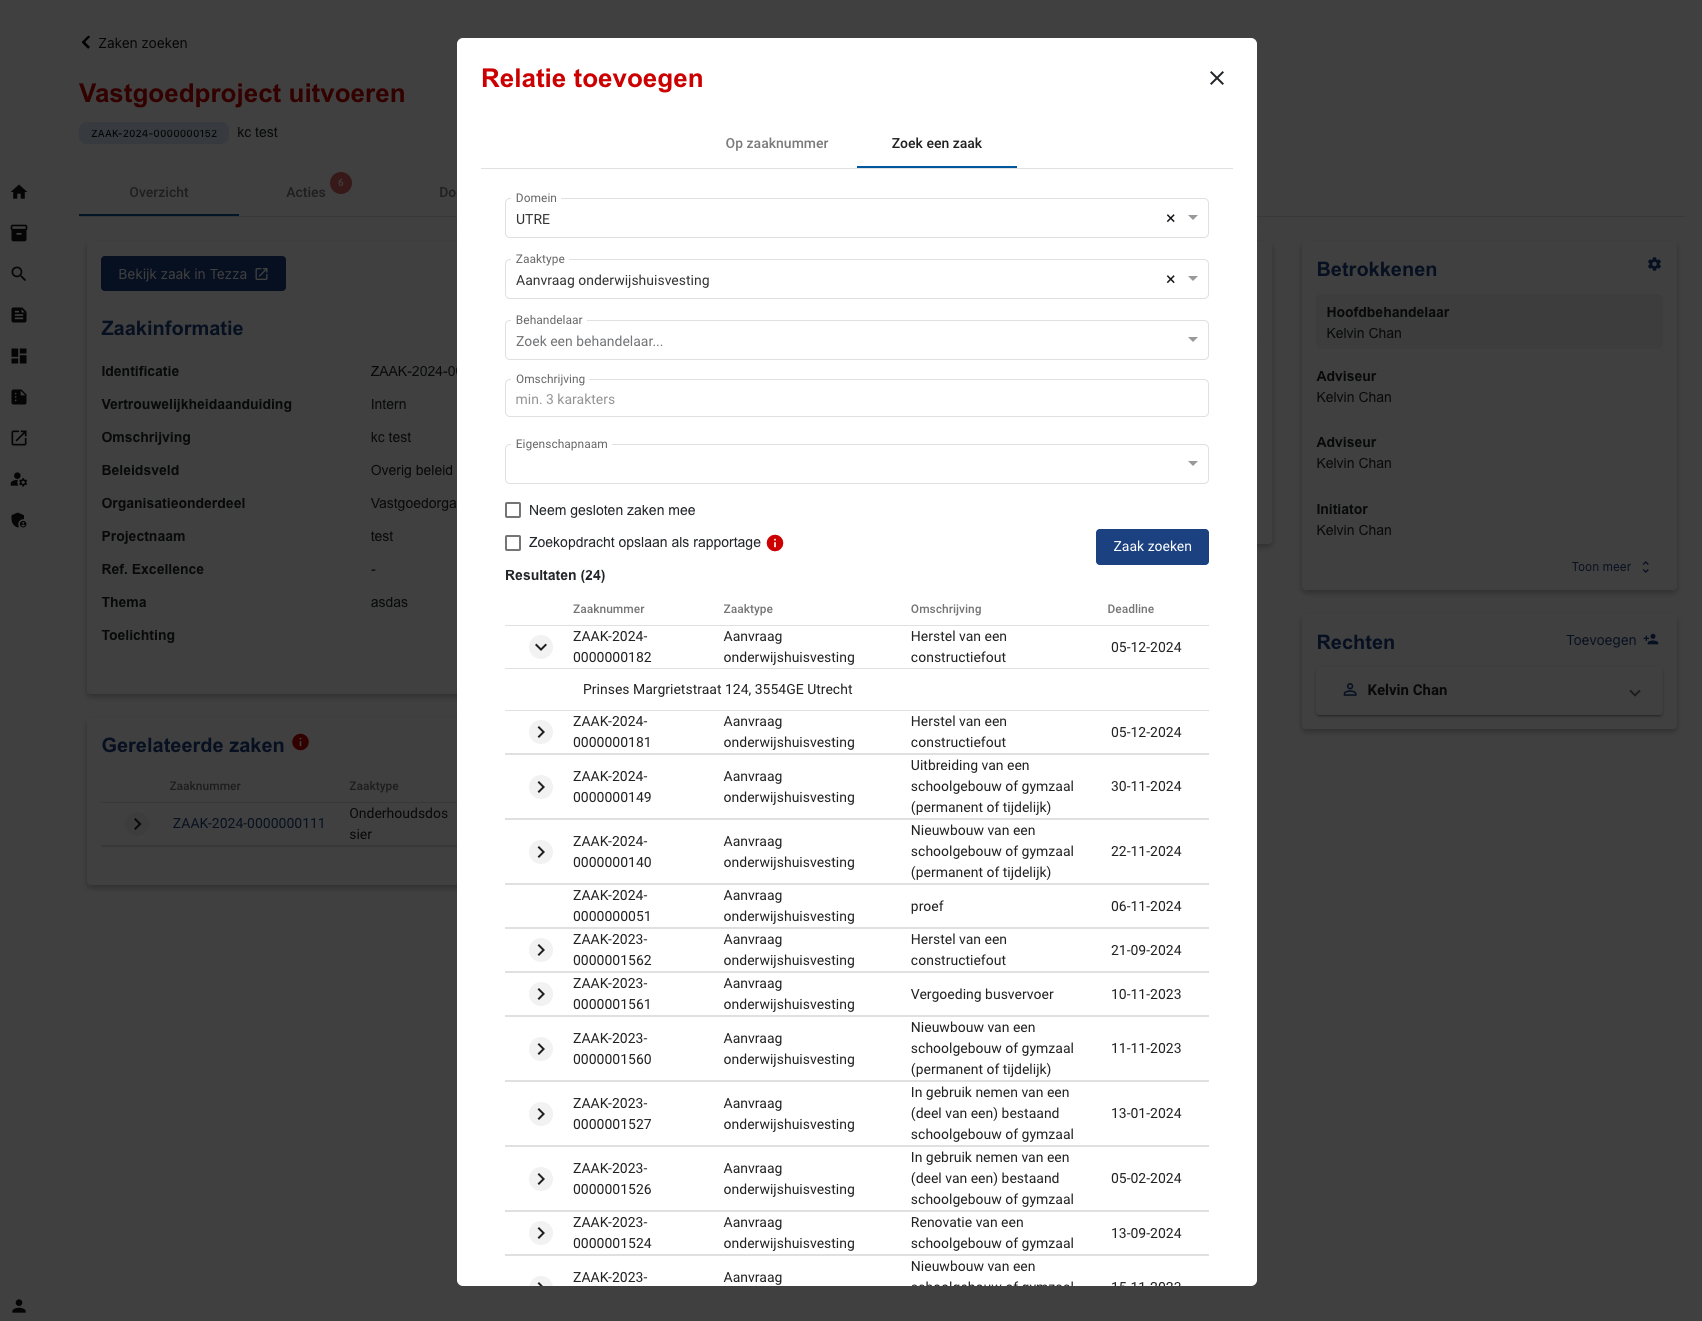 Zaken zoeken
Vastgoedproject uitvoeren
ZAAK-2024-0000000152 kc test
Overzicht
Acties 6
Do
Bekijk zaak in Tezza
Zaakinformatie
Identificatie ZAAK-2024-0
Vertrouwelijkheidaanduiding Intern
Omschrijving kc test
Beleidsveld Overig beleid
Organisatieonderdeel Vastgoedorga
Projectnaam test
Ref. Excellence -
Thema asdas
Toelichting
Gerelateerde zaken
Zaaknummer Zaaktype
ZAAK-2024-0000000111 Onderhoudsdos
sier
Relatie toevoegen
Op zaaknummer Zoek een zaak
Domein
UTRE
Zaaktype
Aanvraag onderwijshuisvesting
Behandelaar
Zoek een behandelaar...
Omschrijving
min. 3 karakters
Eigenschapnaam
Neem gesloten zaken mee
Zoekopdracht opslaan als rapportage
Zaak zoeken
Resultaten (24)
Zaaknummer Zaaktype Omschrijving Deadline
ZAAK-2024- Aanvraag Herstel van een
0000000182 onderwijshuisvesting constructiefout 05-12-2024
Prinses Margrietstraat 124, 3554GE Utrecht
ZAAK-2024- Aanvraag Herstel van een
0000000181 onderwijshuisvesting constructiefout 05-12-2024
Uitbreiding van een
ZAAK-2024- Aanvraag schoolgebouw of gymzaal 30-11-2024
0000000149 onderwijshuisvesting (permanent of tijdelijk)
Nieuwbouw van een
ZAAK-2024- Aanvraag schoolgebouw of gymzaal 22-11-2024
0000000140 onderwijshuisvesting (permanent of tijdelijk)
ZAAK-2024- Aanvraag proef 06-11-2024
0000000051 onderwijshuisvesting
ZAAK-2023- Aanvraag Herstel van een
0000001562 onderwijshuisvesting constructiefout 21-09-2024
ZAAK-2023- Aanvraag Vergoeding busvervoer 10-11-2023
0000001561 onderwijshuisvesting
Nieuwbouw van een
ZAAK-2023- Aanvraag schoolgebouw of gymzaal 11-11-2023
0000001560 onderwijshuisvesting (permanent of tijdelijk)
In gebruik nemen van een
ZAAK-2023- Aanvraag (deel van een) bestaand 13-01-2024
0000001527 onderwijshuisvesting schoolgebouw of gymzaal
In gebruik nemen van een
ZAAK-2023- Aanvraag (deel van een) bestaand 05-02-2024
0000001526 onderwijshuisvesting schoolgebouw of gymzaal
ZAAK-2023- Aanvraag Renovatie van een
0000001524 onderwijshuisvesting schoolgebouw of gymzaal 13-09-2024
Nieuwbouw van een
ZAAK-2023- Aanvraag
Betrokkenen
Hoofdbehandelaar
Kelvin Chan
Adviseur
Kelvin Chan
Adviseur
Kelvin Chan
Initiator
Kelvin Chan
Toon meer
Rechten Toevoegen
Kelvin Chan